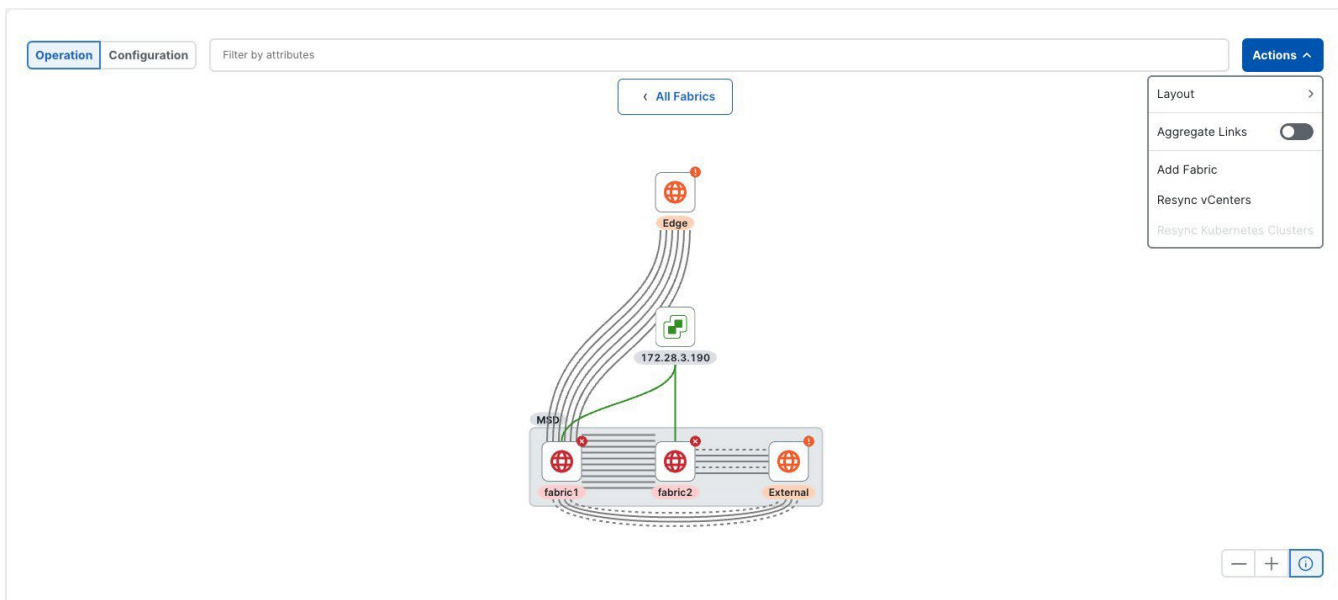 Operation Configuration Filter by attributes Actions
All Fabrics
Layout
Aggregate Links
Add Fabric
Resync vCenters
Resync Kubernetes Clusters
Edge
172.28.3.190
MSD
fabric1 fabric2 External